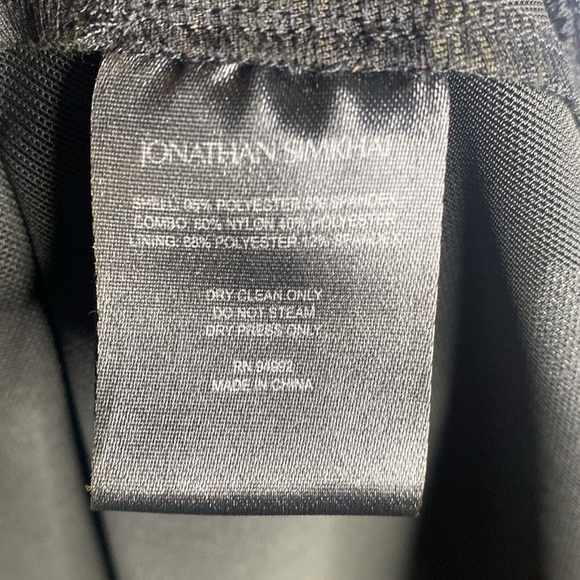 JONATHAN SIMKHAI
SHELL: POLYESTER SPANDEX
COMBO: 60% NYLON 40% POLYESTER
LINING: 88% POLYESTER 12% SPANDEX
DRY CLEAN ONLY
DO NOT STEAM
DRY PRESS ONLY
RN 94992
MADE IN CHINA